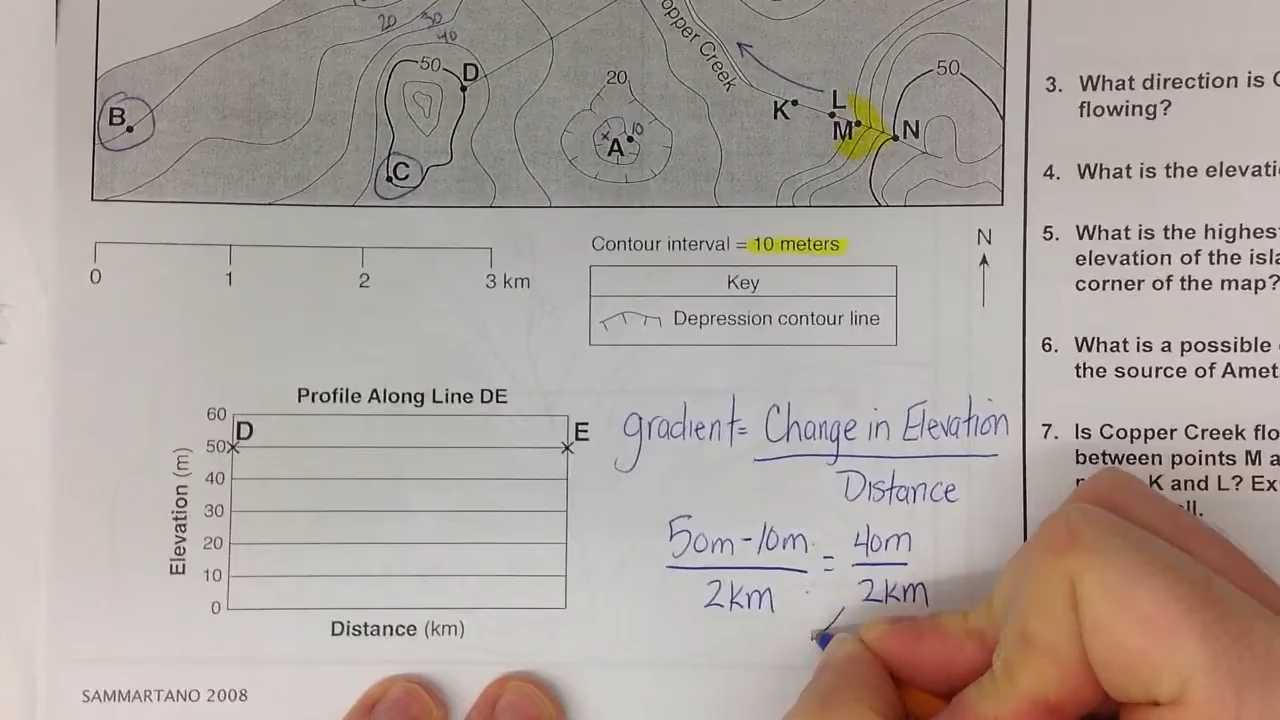 20 30
40
50
D
B
C
20
10
A
opper Creek
K
L
M
N
50
0 1 2 3 km
Contour interval = 10 meters
Key
Depression contour line
N
Profile Along Line DE
60
50
40
30
20
10
0
Elevation (m)
D
E
Distance (km)
gradient= Change in Elevation
Distance
50m-10m = 40m
2km 2km
SAMMARTANO 2008
3. What direction is C
flowing?
4. What is the elevati
5. What is the highest
elevation of the isla
corner of the map?
6. What is a possible
the source of Amet
7. Is Copper Creek flo
between points M a
K and L? Ex
ll.